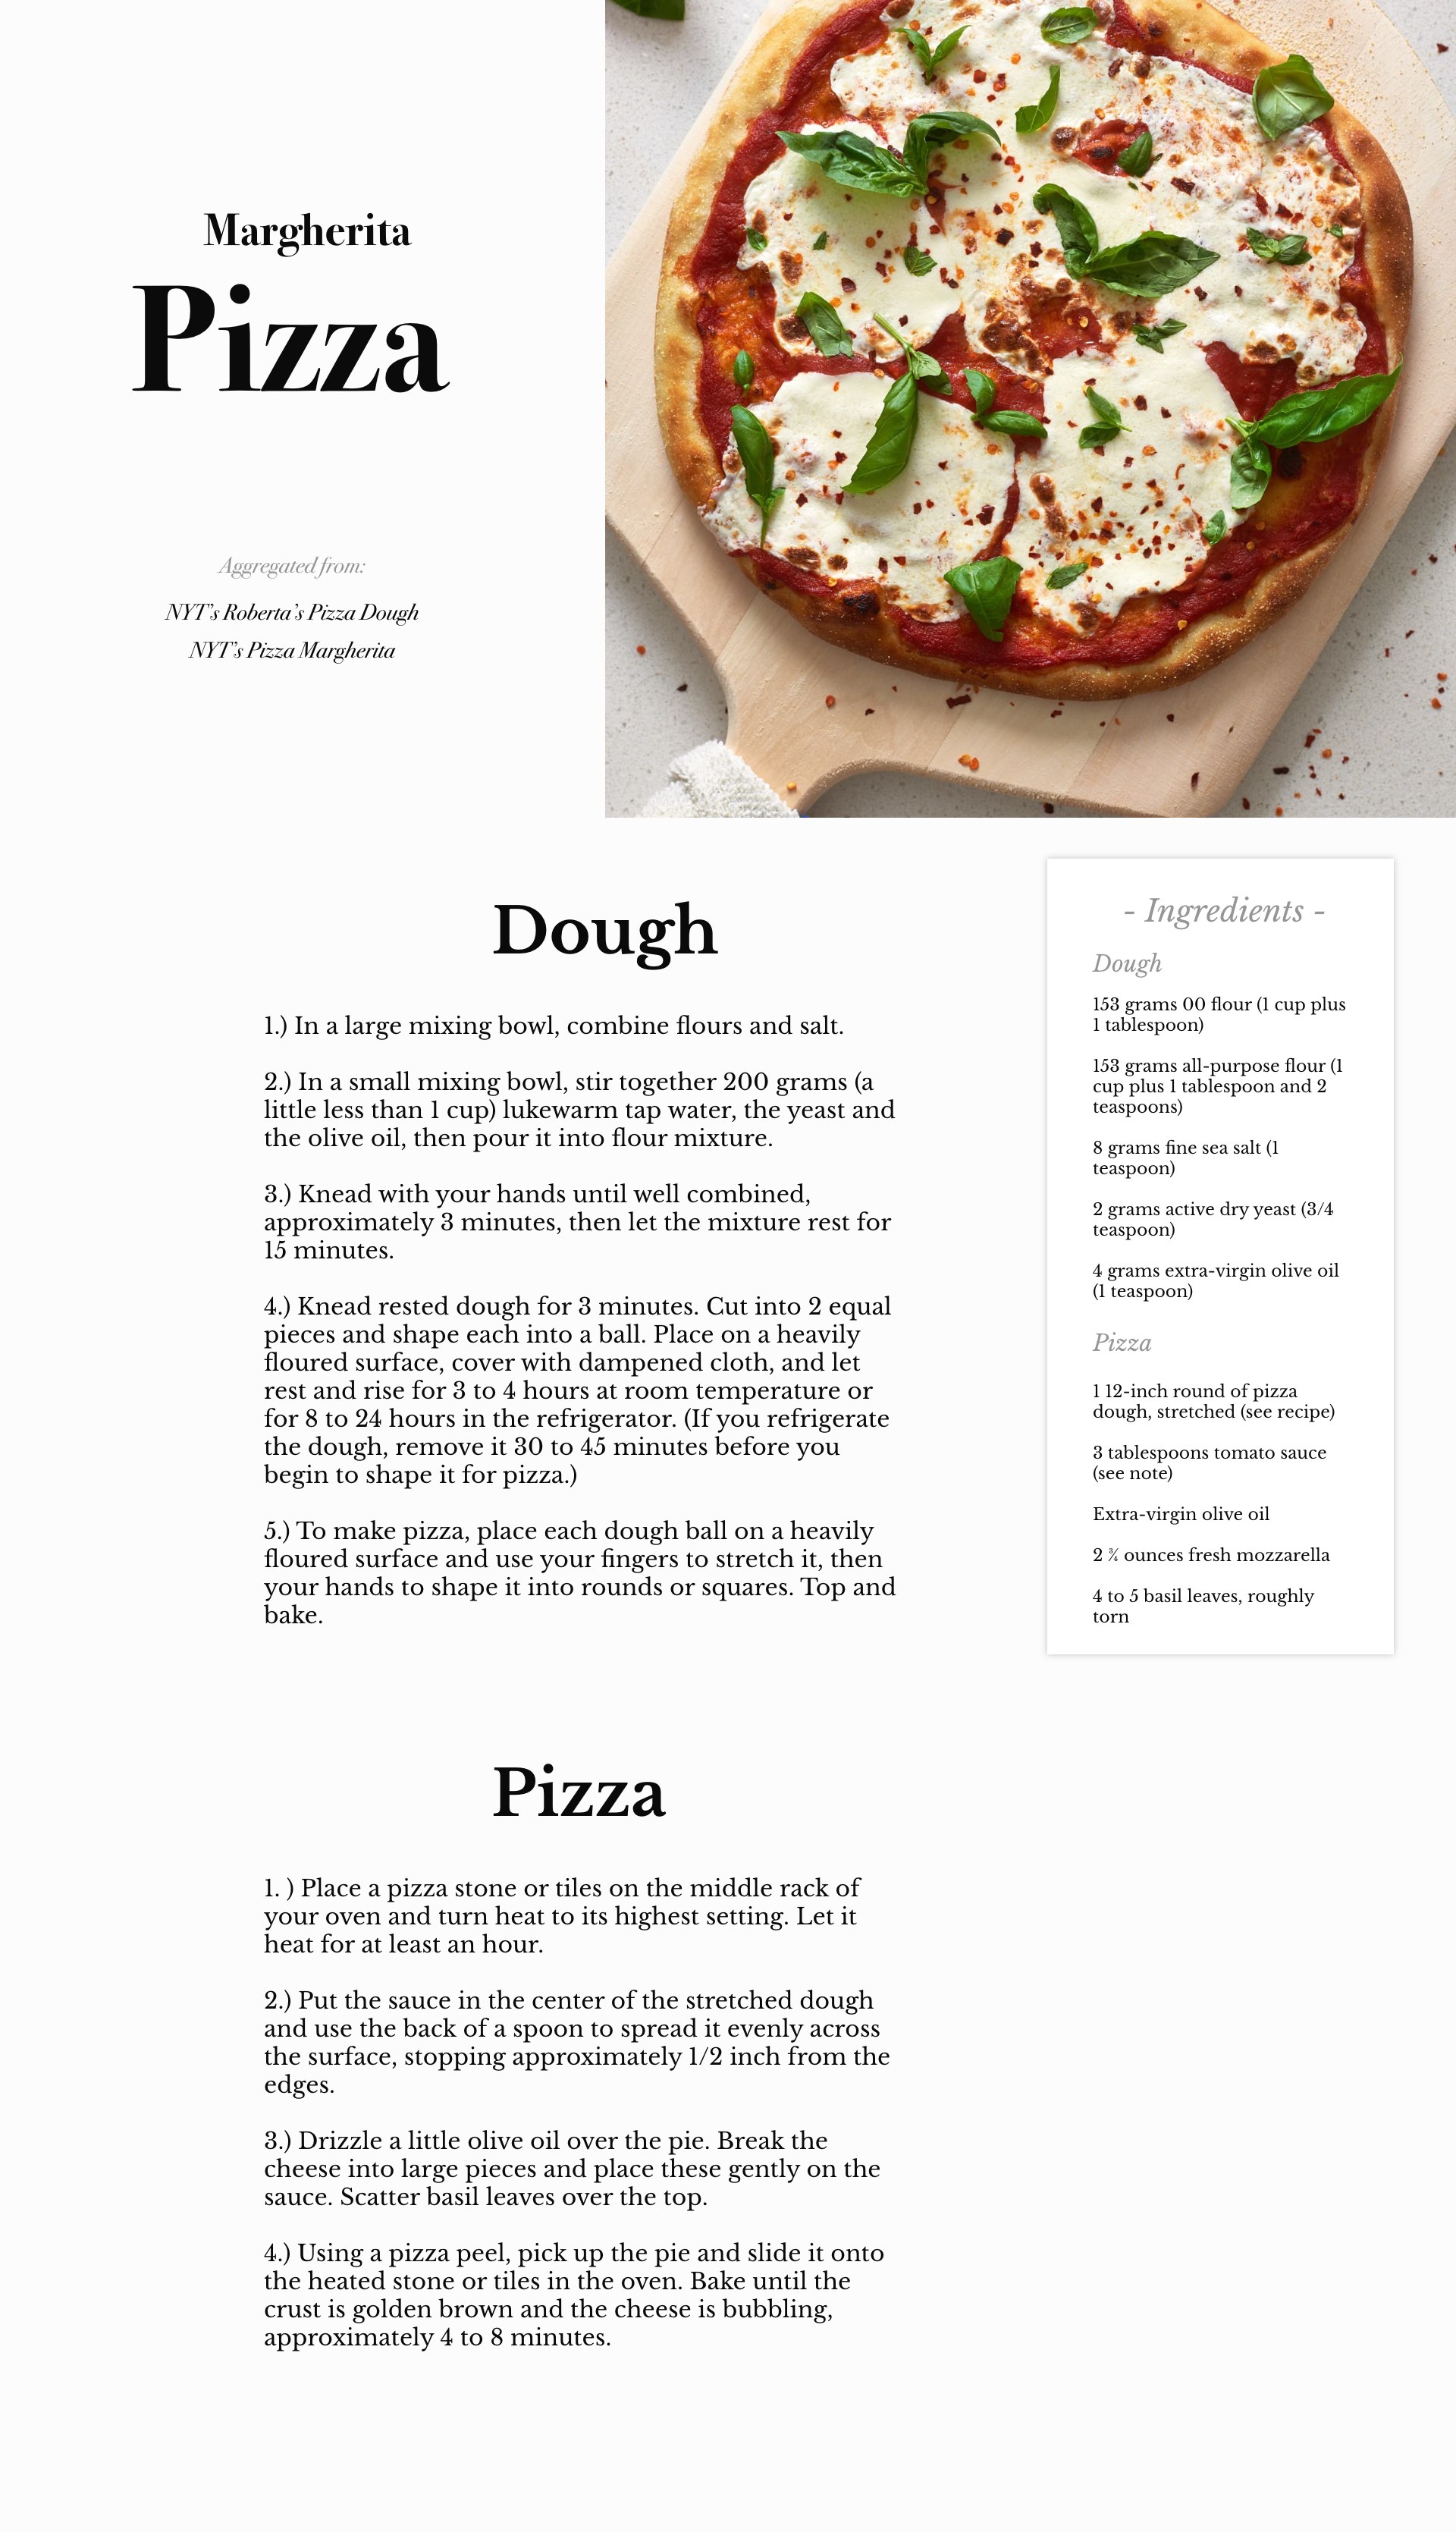 Margherita
Pizza
Aggregated from:
NYT's Roberta's Pizza Dough
NYT's Pizza Margherita
Dough
1.) In a large mixing bowl, combine flours and salt.
2.) In a small mixing bowl, stir together 200 grams (a
little less than 1 cup) lukewarm tap water, the yeast and
the olive oil, then pour it into flour mixture.
3.) Knead with your hands until well combined,
approximately 3 minutes, then let the mixture rest for
15 minutes.
4.) Knead rested dough for 3 minutes. Cut into 2 equal
pieces and shape each into a ball. Place on a heavily
floured surface, cover with dampened cloth, and let
rest and rise for 3 to 4 hours at room temperature or
for 8 to 24 hours in the refrigerator. (If you refrigerate
the dough, remove it 30 to 45 minutes before you
begin to shape it for pizza.)
5.) To make pizza, place each dough ball on a heavily
floured surface and use your fingers to stretch it, then
your hands to shape it into rounds or squares. Top and
bake.
- Ingredients -
Dough
153 grams 00 flour (1 cup plus
1 tablespoon)
153 grams all-purpose flour (1
cup plus 1 tablespoon and 2
teaspoons)
8 grams fine sea salt (1
teaspoon)
2 grams active dry yeast (3/4
teaspoon)
4 grams extra-virgin olive oil
(1 teaspoon)
Pizza
1 12-inch round of pizza
dough, stretched (see recipe)
3 tablespoons tomato sauce
(see note)
Extra-virgin olive oil
2 ¾ ounces fresh mozzarella
4 to 5 basil leaves, roughly
torn
Pizza
1. ) Place a pizza stone or tiles on the middle rack of
your oven and turn heat to its highest setting. Let it
heat for at least an hour.
2.) Put the sauce in the center of the stretched dough
and use the back of a spoon to spread it evenly across
the surface, stopping approximately 1/2 inch from the
edges.
3.) Drizzle a little olive oil over the pie. Break the
cheese into large pieces and place these gently on the
sauce. Scatter basil leaves over the top.
4.) Using a pizza peel, pick up the pie and slide it onto
the heated stone or tiles in the oven. Bake until the
crust is golden brown and the cheese is bubbling,
approximately 4 to 8 minutes.